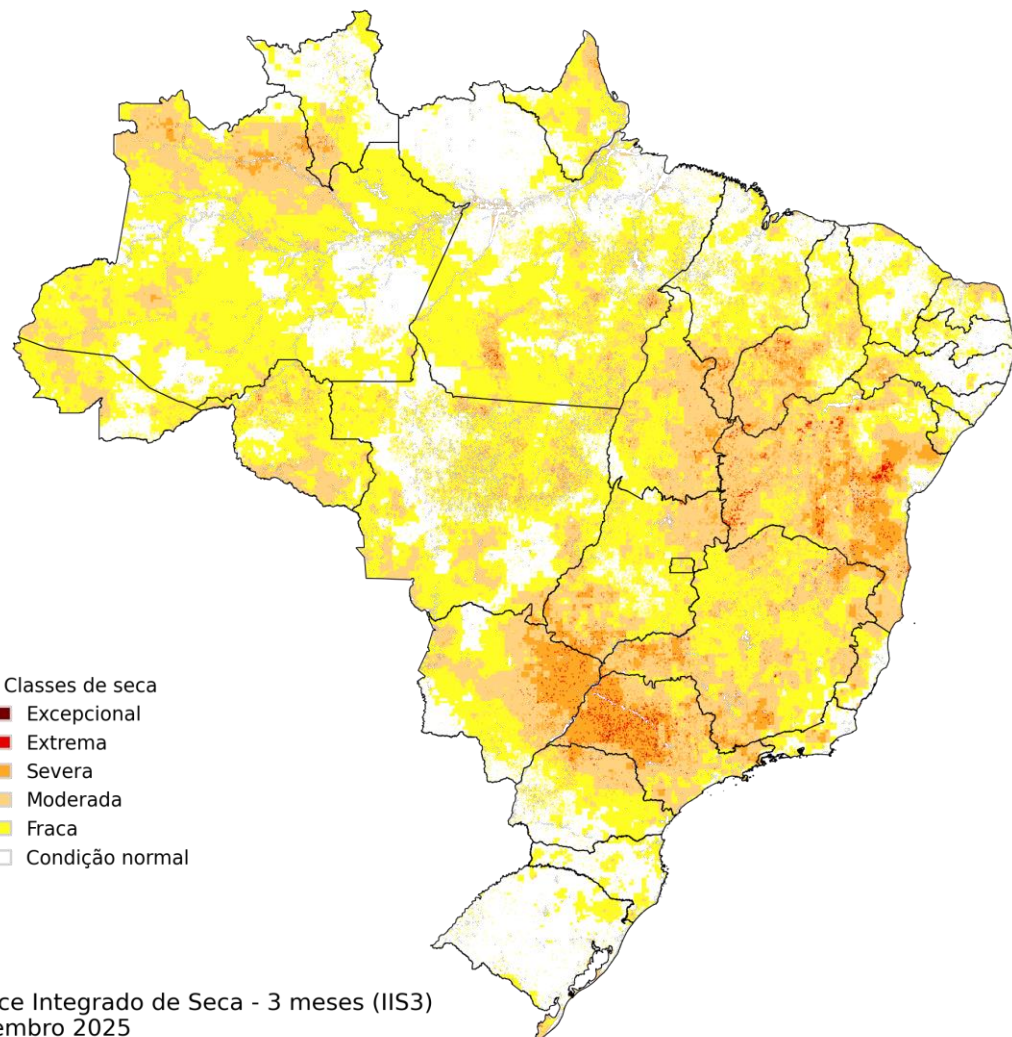 Classes de seca
Excepcional
Extrema
Severa
Moderada
Fraca
Condição normal
ce Integrado de Seca - 3 meses (IIS3)
embro 2025